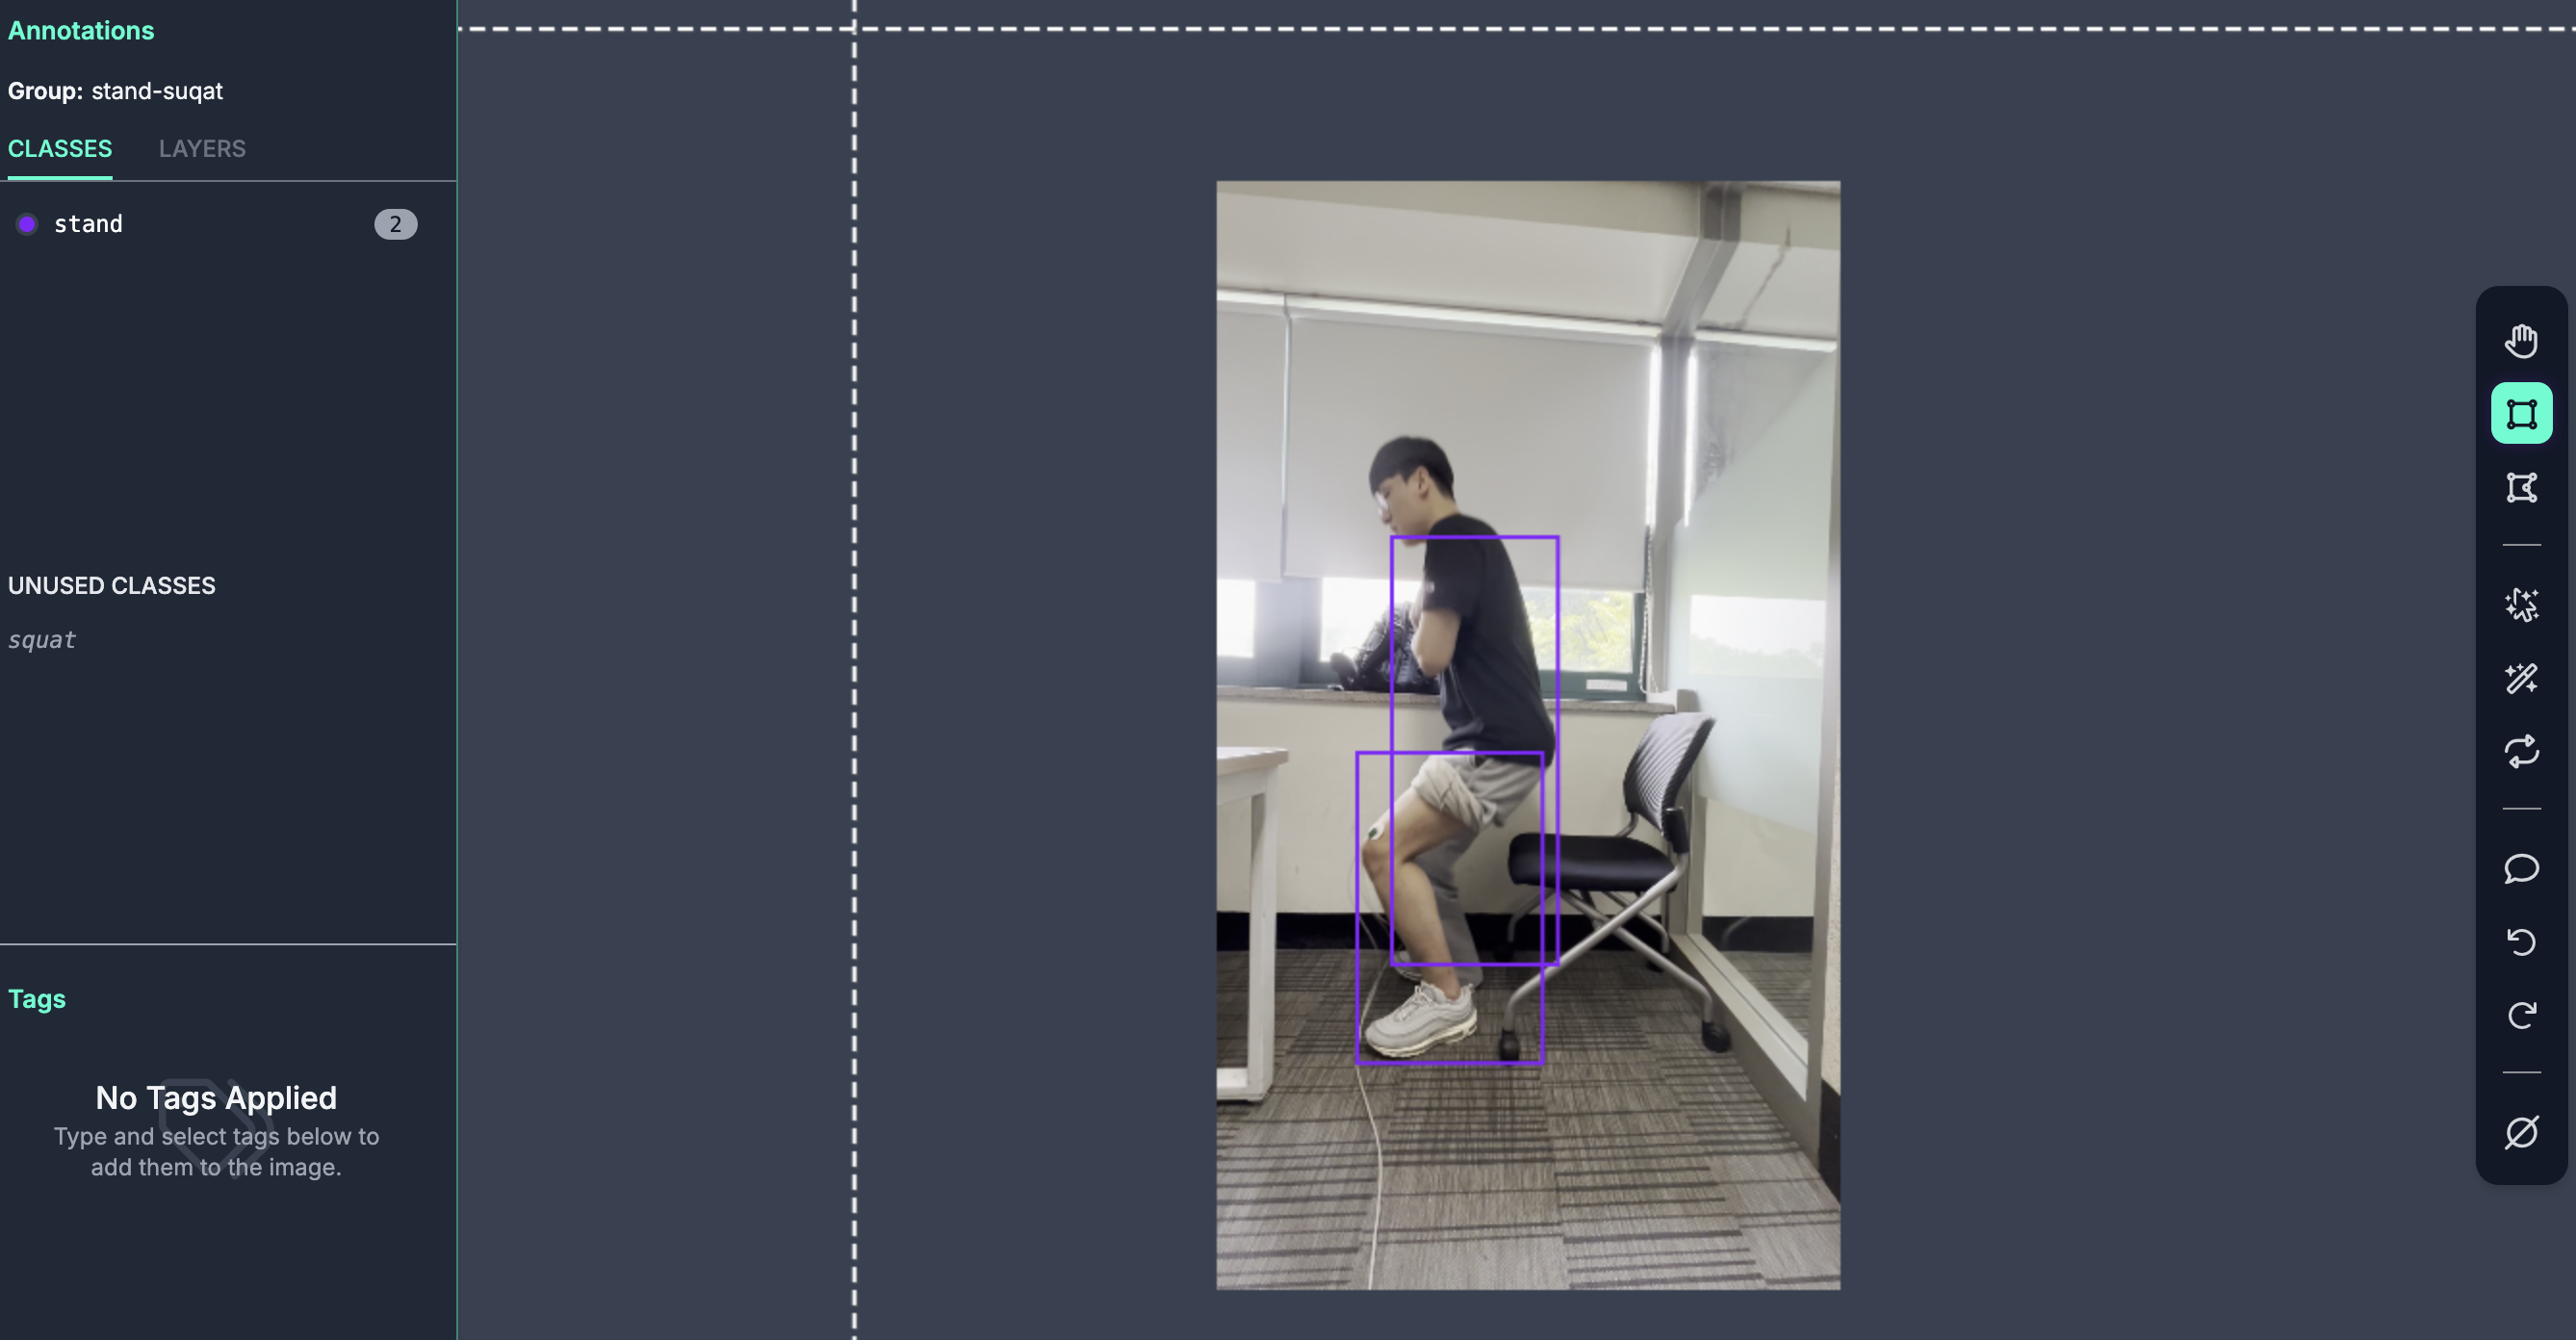 Annotations
Group: stand-suqat
CLASSES LAYERS
stand 2
UNUSED CLASSES
squat
Tags
No Tags Applied
Type and select tags below to
add them to the image.